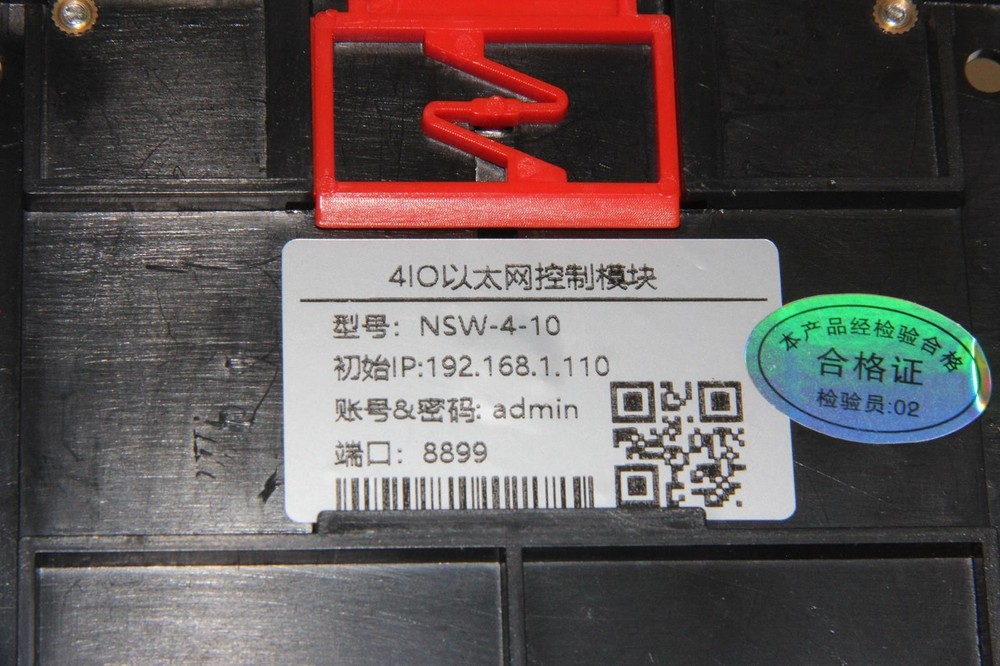 4IO以太网控制模块
型号：NSW-4-10
初始IP:192.168.1.110
账号&密码: admin
端口：8899
本产品经检验合格
合格证
检验员:02